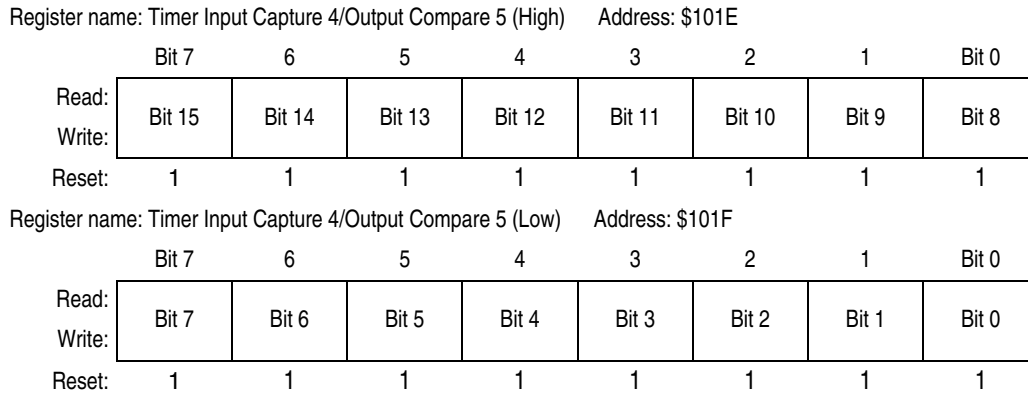 Register name: Timer Input Capture 4/Output Compare 5 (High) Address: $101E
Bit 7 6 5 4 3 2 1 Bit 0
Read:
Bit 15 Bit 14 Bit 13 Bit 12 Bit 11 Bit 10 Bit 9 Bit 8
Write:
Reset: 1 1 1 1 1 1 1 1
Register name: Timer Input Capture 4/Output Compare 5 (Low) Address: $101F
Bit 7 6 5 4 3 2 1 Bit 0
Read:
Bit 7 Bit 6 Bit 5 Bit 4 Bit 3 Bit 2 Bit 1 Bit 0
Write:
Reset: 1 1 1 1 1 1 1 1